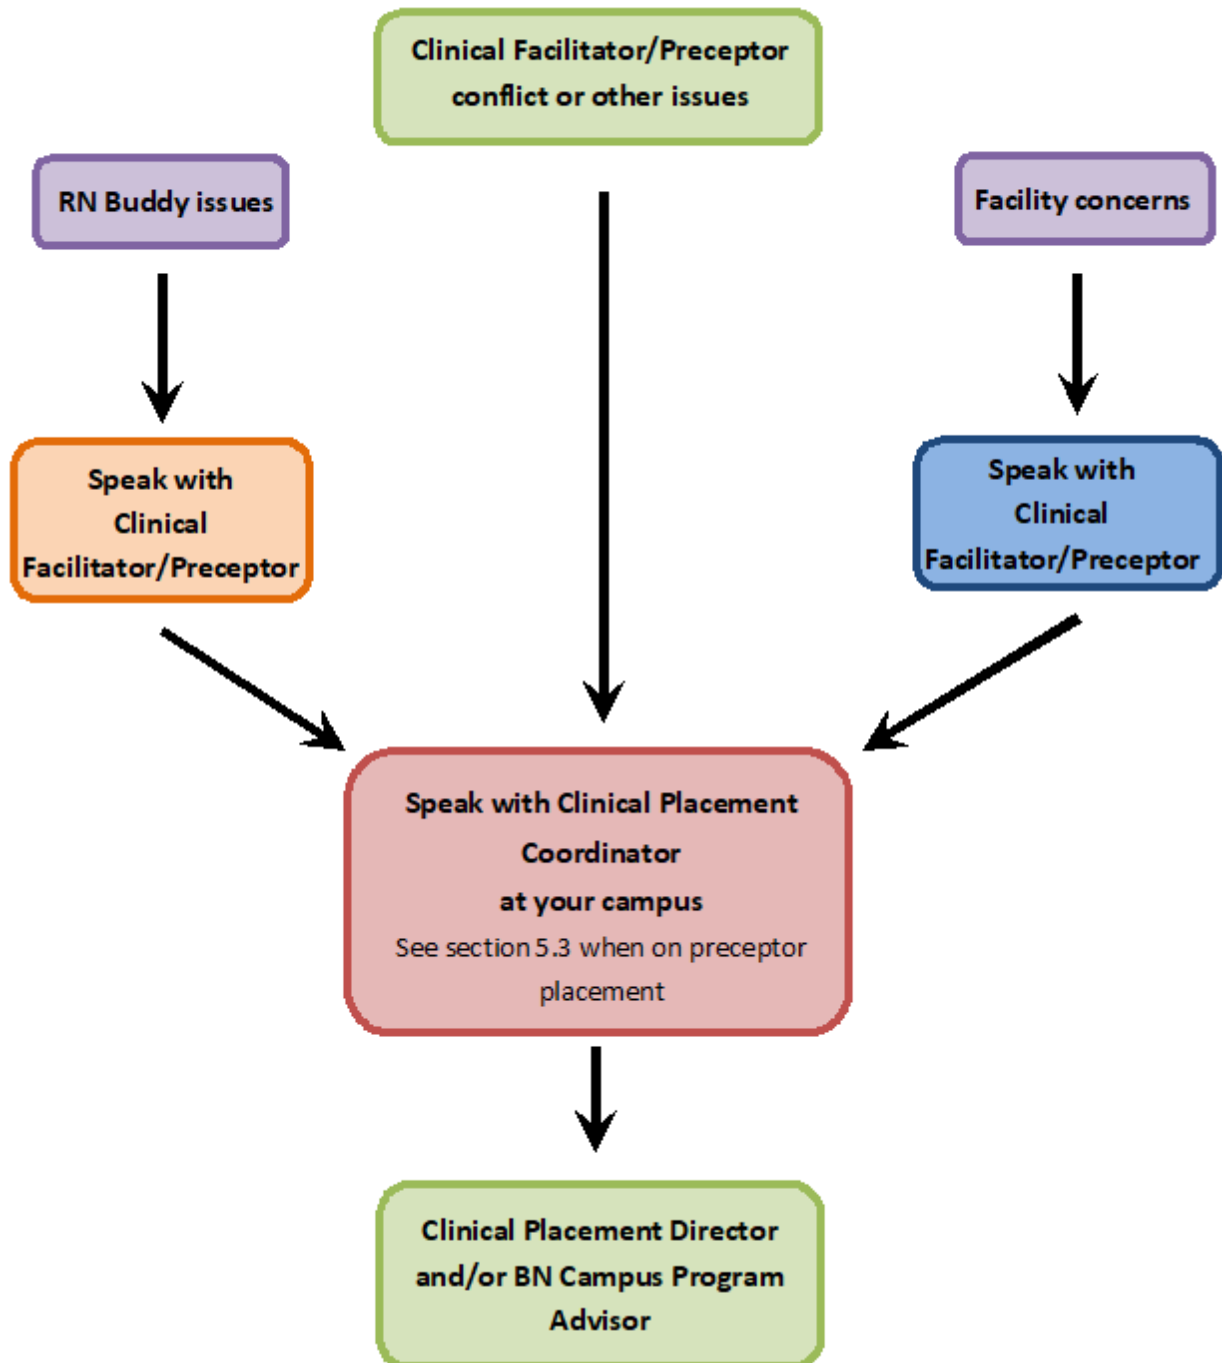 Clinical Facilitator/Preceptor
conflict or other issues
RN Buddy issues
Facility concerns
Speak with
Clinical
Facilitator/Preceptor
Speak with
Clinical
Facilitator/Preceptor
Speak with Clinical Placement
Coordinator
at your campus
See section 5.3 when on preceptor
placement
Clinical Placement Director
and/or BN Campus Program
Advisor